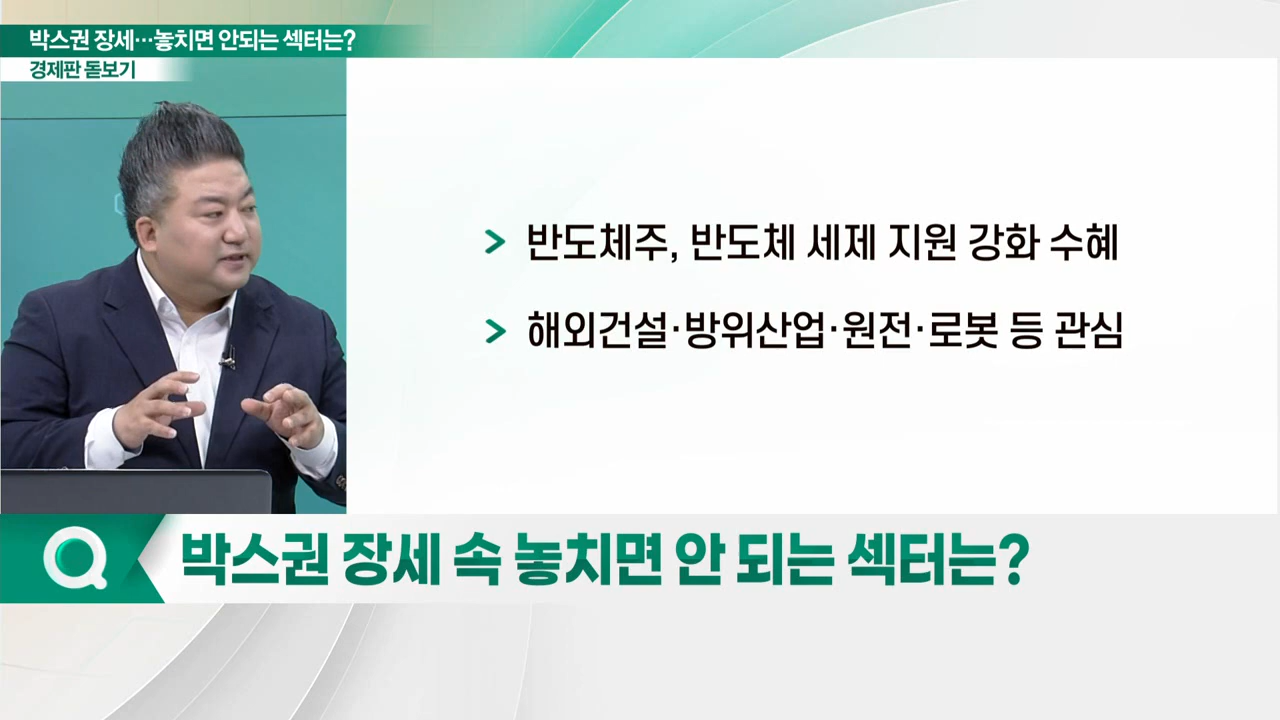 박스권 장세…놓치면 안되는 섹터는?
경제판 돋보기
> 반도체주, 반도체 세제 지원 강화 수혜
> 해외건설·방위산업·원전·로봇 등 관심
박스권 장세 속 놓치면 안 되는 섹터는?